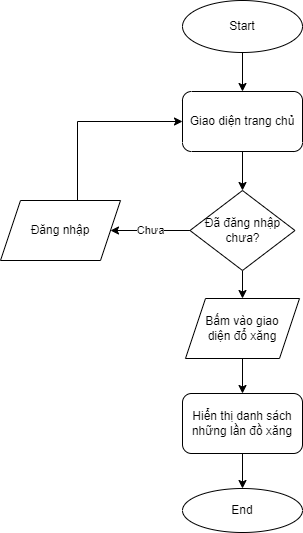 Start
Giao diện trang chủ
Đã đăng nhập
chưa?
Chưa
Đăng nhập
Bấm vào giao
diện đổ xăng
Hiển thị danh sách
những lần đồ xăng
End